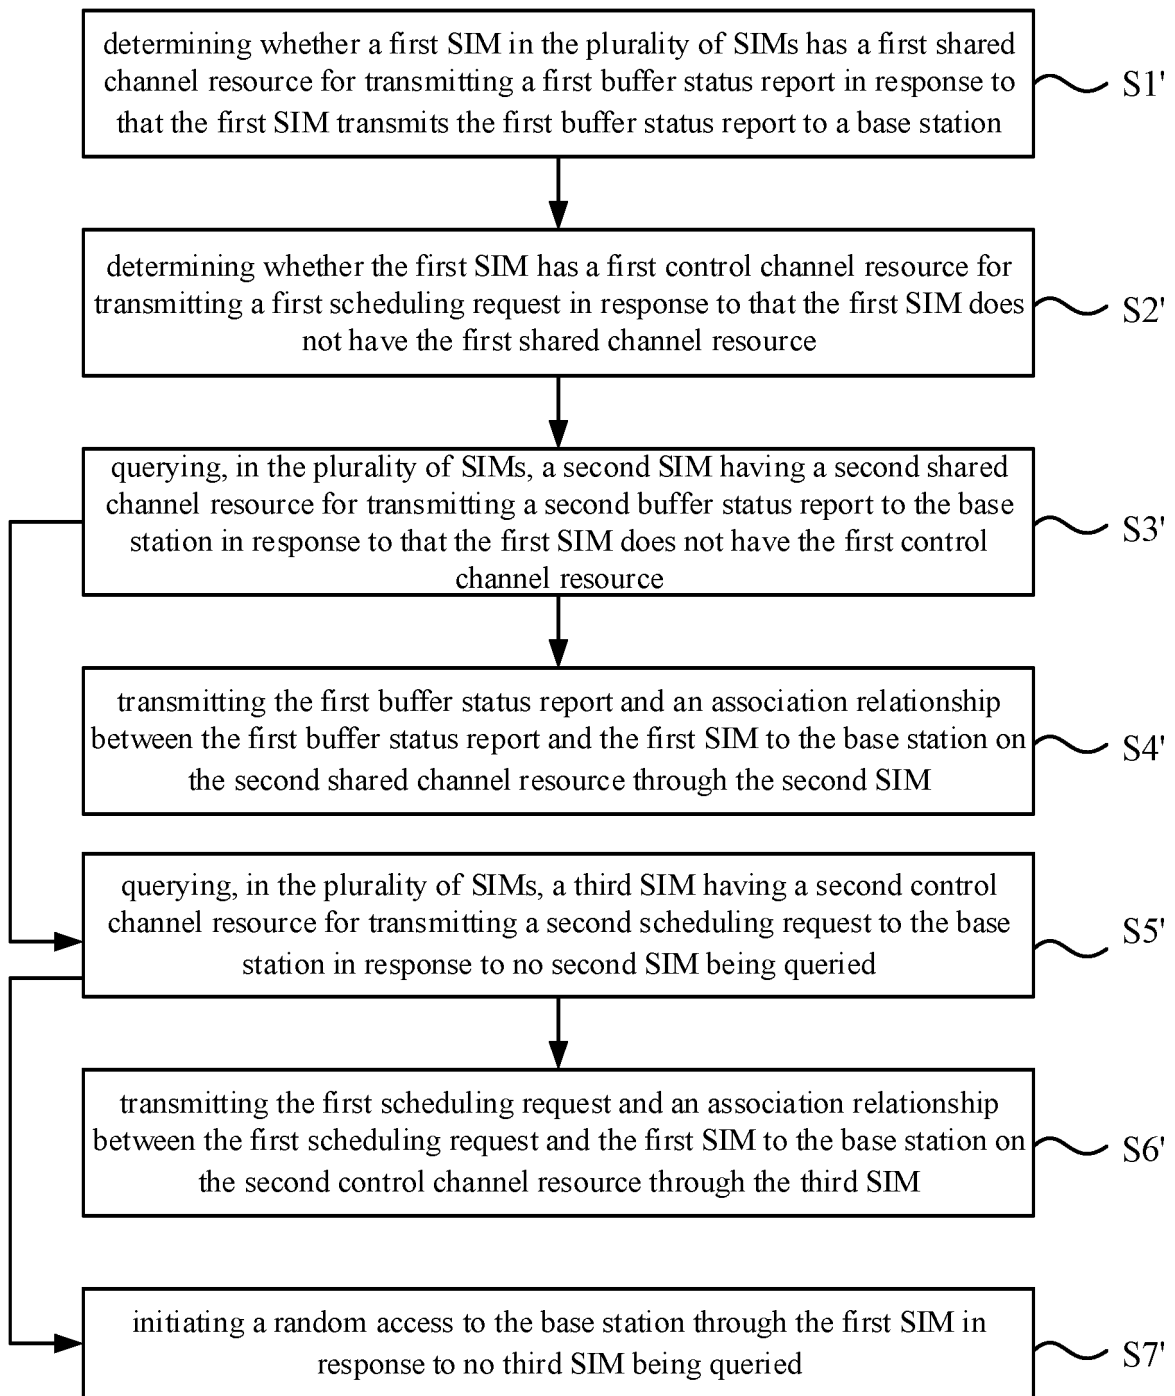 determining whether a first SIM in the plurality of SIMs has a first shared
channel resource for transmitting a first buffer status report in response to
that the first SIM transmits the first buffer status report to a base station
S1'
determining whether the first SIM has a first control channel resource for
transmitting a first scheduling request in response to that the first SIM does
not have the first shared channel resource
S2'
querying, in the plurality of SIMs, a second SIM having a second shared
channel resource for transmitting a second buffer status report to the base
station in response to that the first SIM does not have the first control
channel resource
S3'
transmitting the first buffer status report and an association relationship
between the first buffer status report and the first SIM to the base station on
the second shared channel resource through the second SIM
S4'
querying, in the plurality of SIMs, a third SIM having a second control
channel resource for transmitting a second scheduling request to the base
station in response to no second SIM being queried
S5'
transmitting the first scheduling request and an association relationship
between the first scheduling request and the first SIM to the base station on
the second control channel resource through the third SIM
S6'
initiating a random access to the base station through the first SIM in
response to no third SIM being queried
S7'